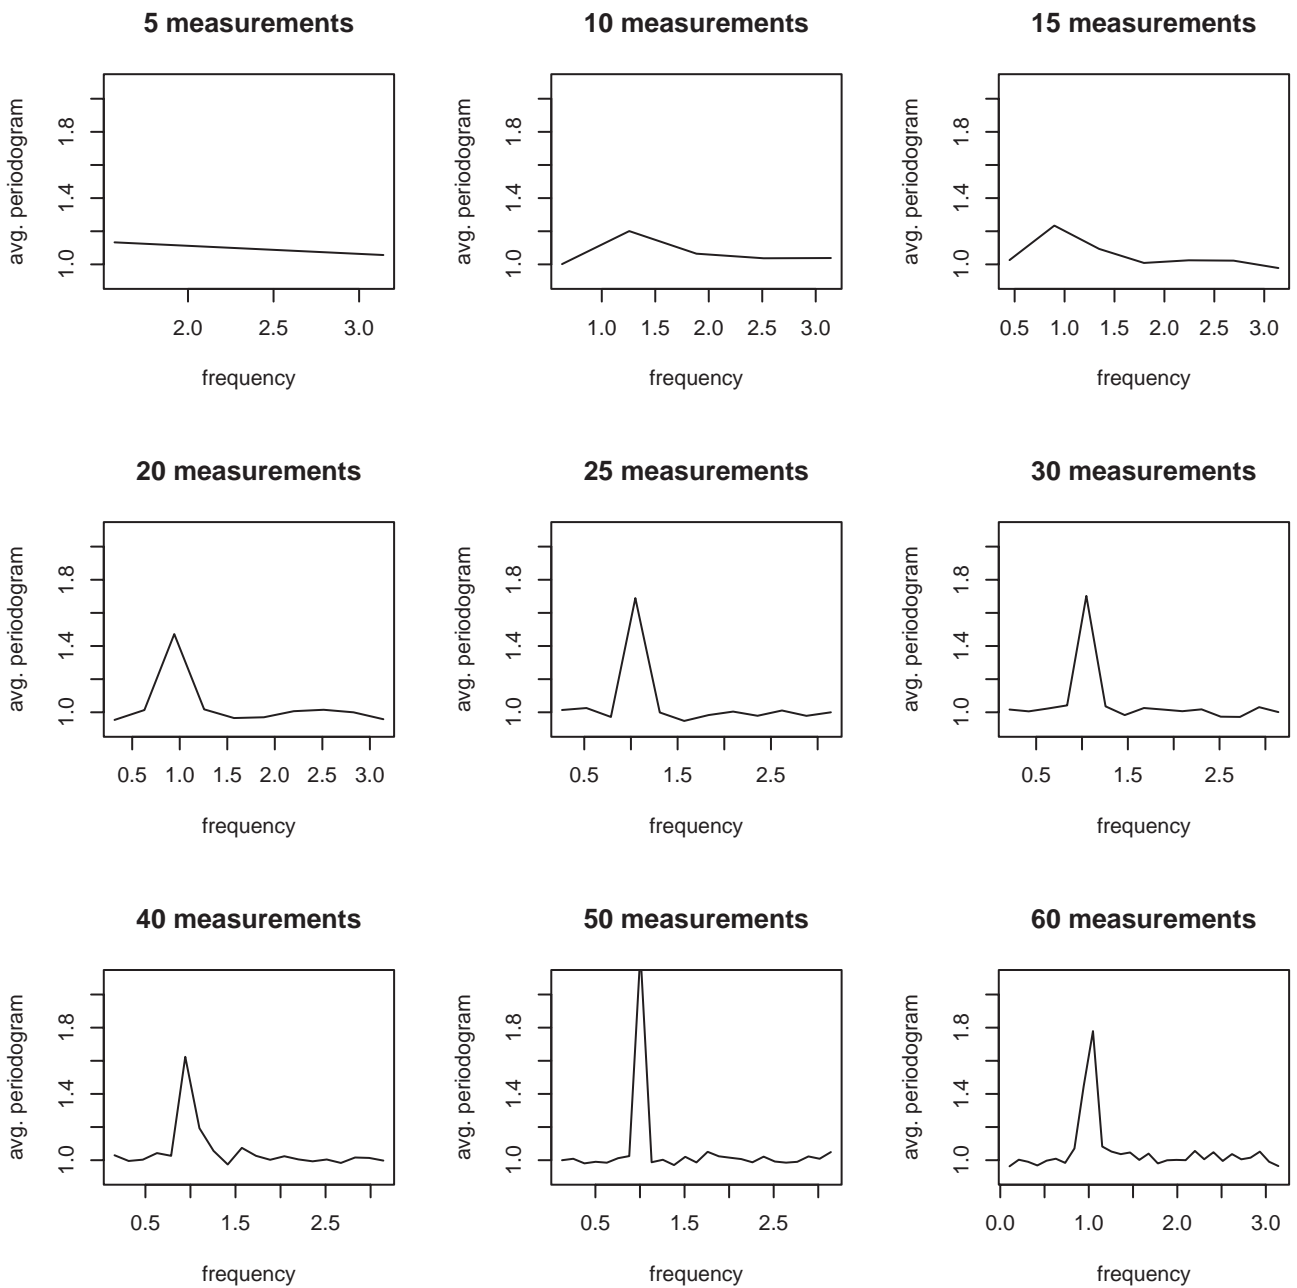 5 measurements
avg. periodogram
1.0 1.4 1.8
2.0 2.5 3.0
frequency
10 measurements
avg. periodogram
1.0 1.4 1.8
1.0 1.5 2.0 2.5 3.0
frequency
15 measurements
avg. periodogram
1.0 1.4 1.8
0.5 1.0 1.5 2.0 2.5 3.0
frequency
20 measurements
avg. periodogram
1.0 1.4 1.8
0.5 1.0 1.5 2.0 2.5 3.0
frequency
25 measurements
avg. periodogram
1.0 1.4 1.8
0.5 1.5 2.5
frequency
30 measurements
avg. periodogram
1.0 1.4 1.8
0.5 1.5 2.5
frequency
40 measurements
avg. periodogram
1.0 1.4 1.8
0.5 1.5 2.5
frequency
50 measurements
avg. periodogram
1.0 1.4 1.8
0.5 1.5 2.5
frequency
60 measurements
avg. periodogram
1.0 1.4 1.8
0.0 1.0 2.0 3.0
frequency